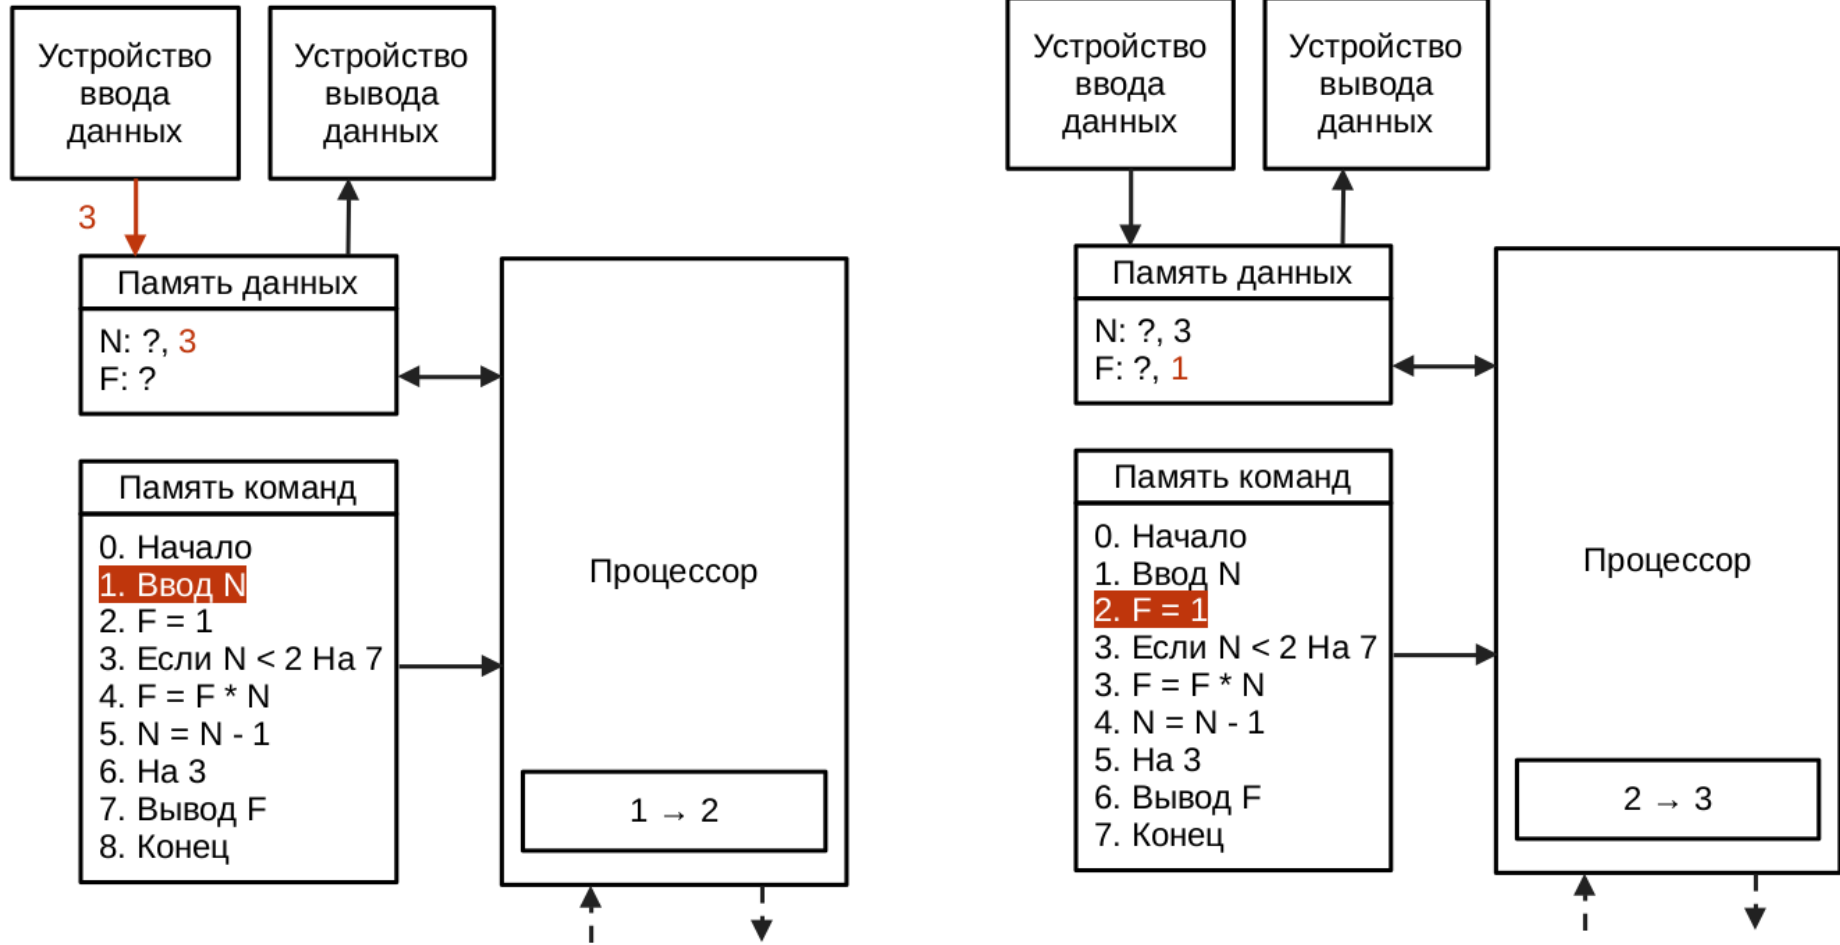 Устройство
ввода
данных
Устройство
вывода
данных
3
Память данных
N: ?, 3
F: ?
Память команд
0. Начало
1. Ввод N
2. F = 1
3. Если N < 2 На 7
4. F = F * N
5. N = N - 1
6. На 3
7. Вывод F
8. Конец
Процессор
1 → 2
Устройство
ввода
данных
Устройство
вывода
данных
Память данных
N: ?, 3
F: ?, 1
Память команд
0. Начало
1. Ввод N
2. F = 1
3. Если N < 2 На 7
3. F = F * N
4. N = N - 1
5. На 3
6. Вывод F
7. Конец
Процессор
2 → 3